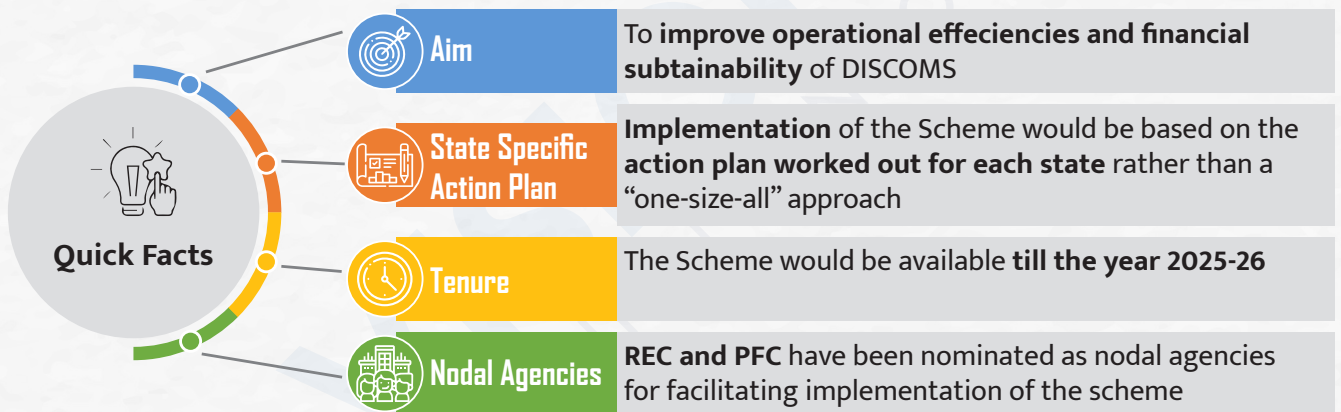 Quick Facts
Aim
To improve operational effeciencies and financial
subtainability of DISCOMS
State Specific
Action Plan
Implementation of the Scheme would be based on the
action plan worked out for each state rather than a
“one-size-all” approach
Tenure
The Scheme would be available till the year 2025-26
Nodal Agencies
REC and PFC have been nominated as nodal agencies
for facilitating implementation of the scheme